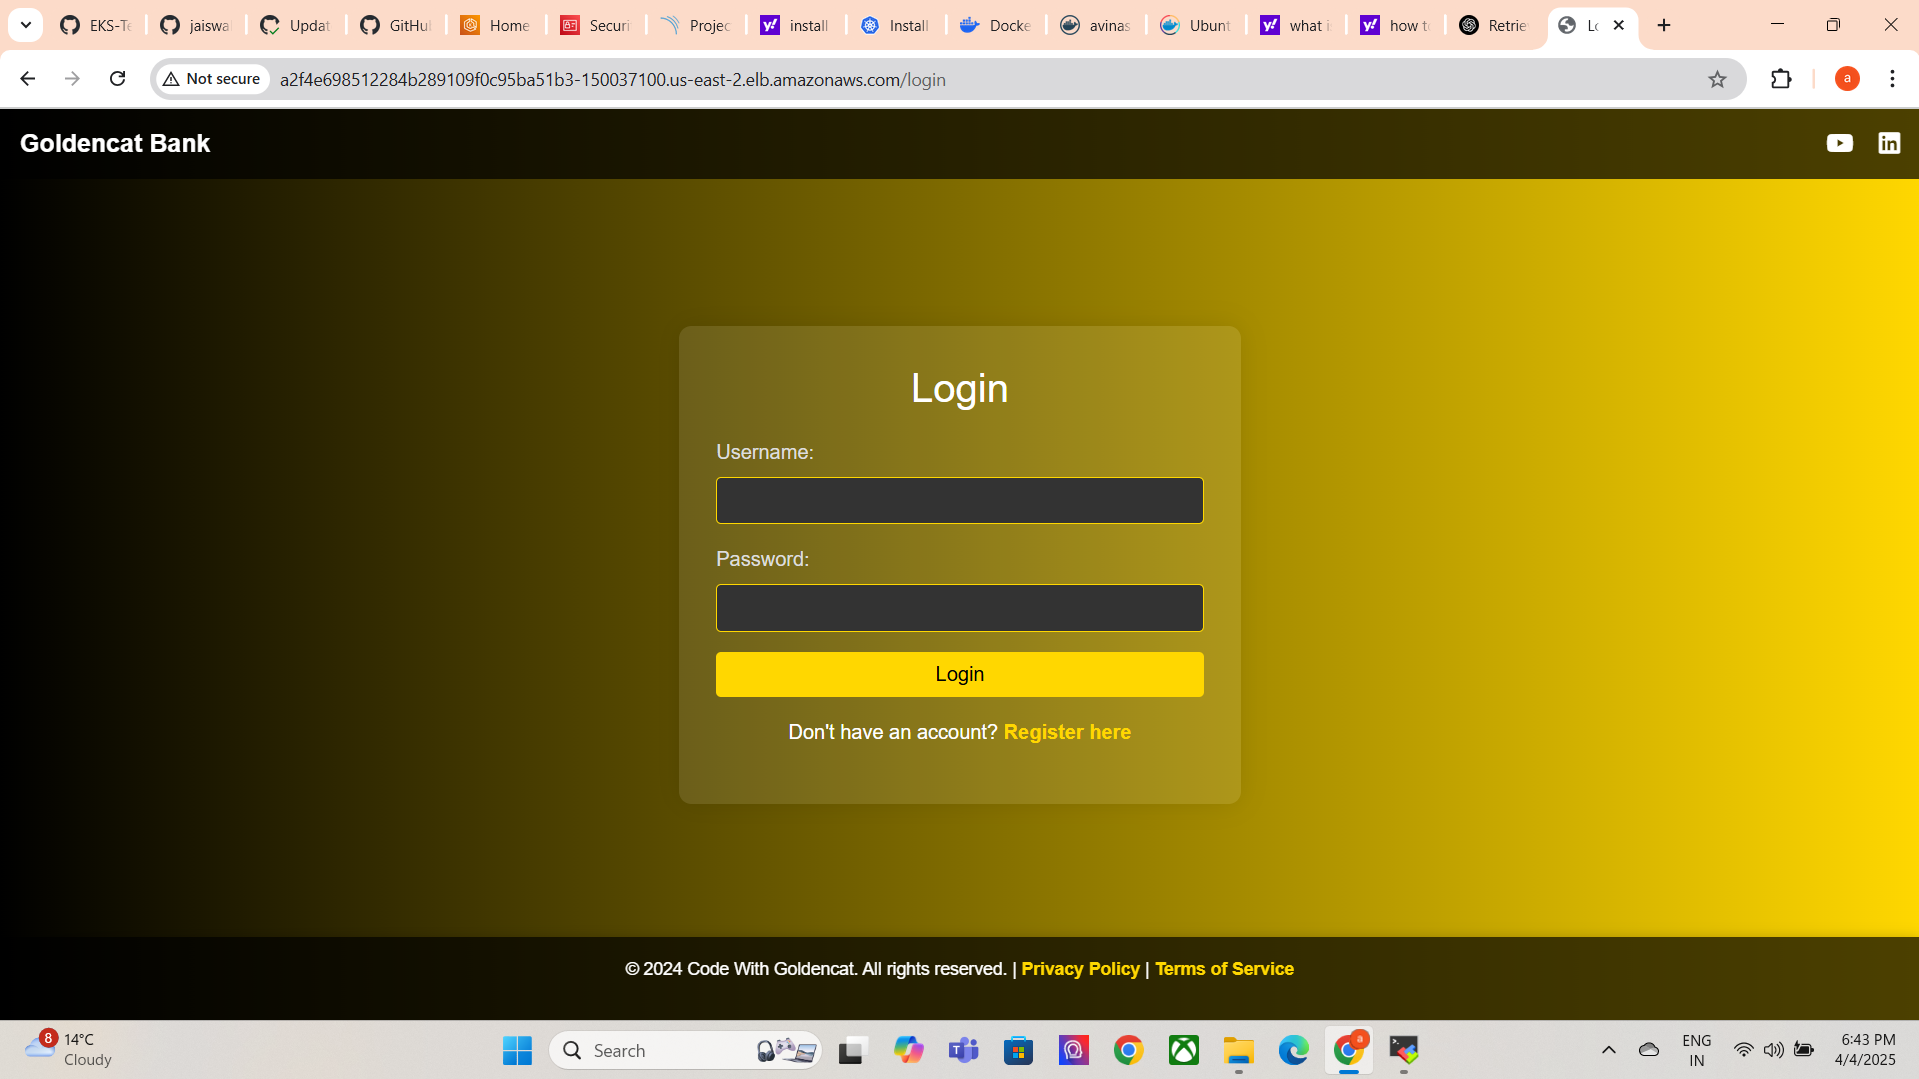 EKS-Te
jaiswa
Updat
GitHu
Home
Securi
Projec
install
Install
Docke
avinas
Ubunt
what i
how to
Retrie
Lo
Not secure
a2f4e698512284b289109f0c95ba51b3-150037100.us-east-2.elb.amazonaws.com/login
a
Goldencat Bank
Login
Username:
Password:
Login
Don't have an account? Register here
© 2024 Code With Goldencat. All rights reserved. | Privacy Policy | Terms of Service
8
14°C
Cloudy
Search
a
ENG
IN
6:43 PM
4/4/2025